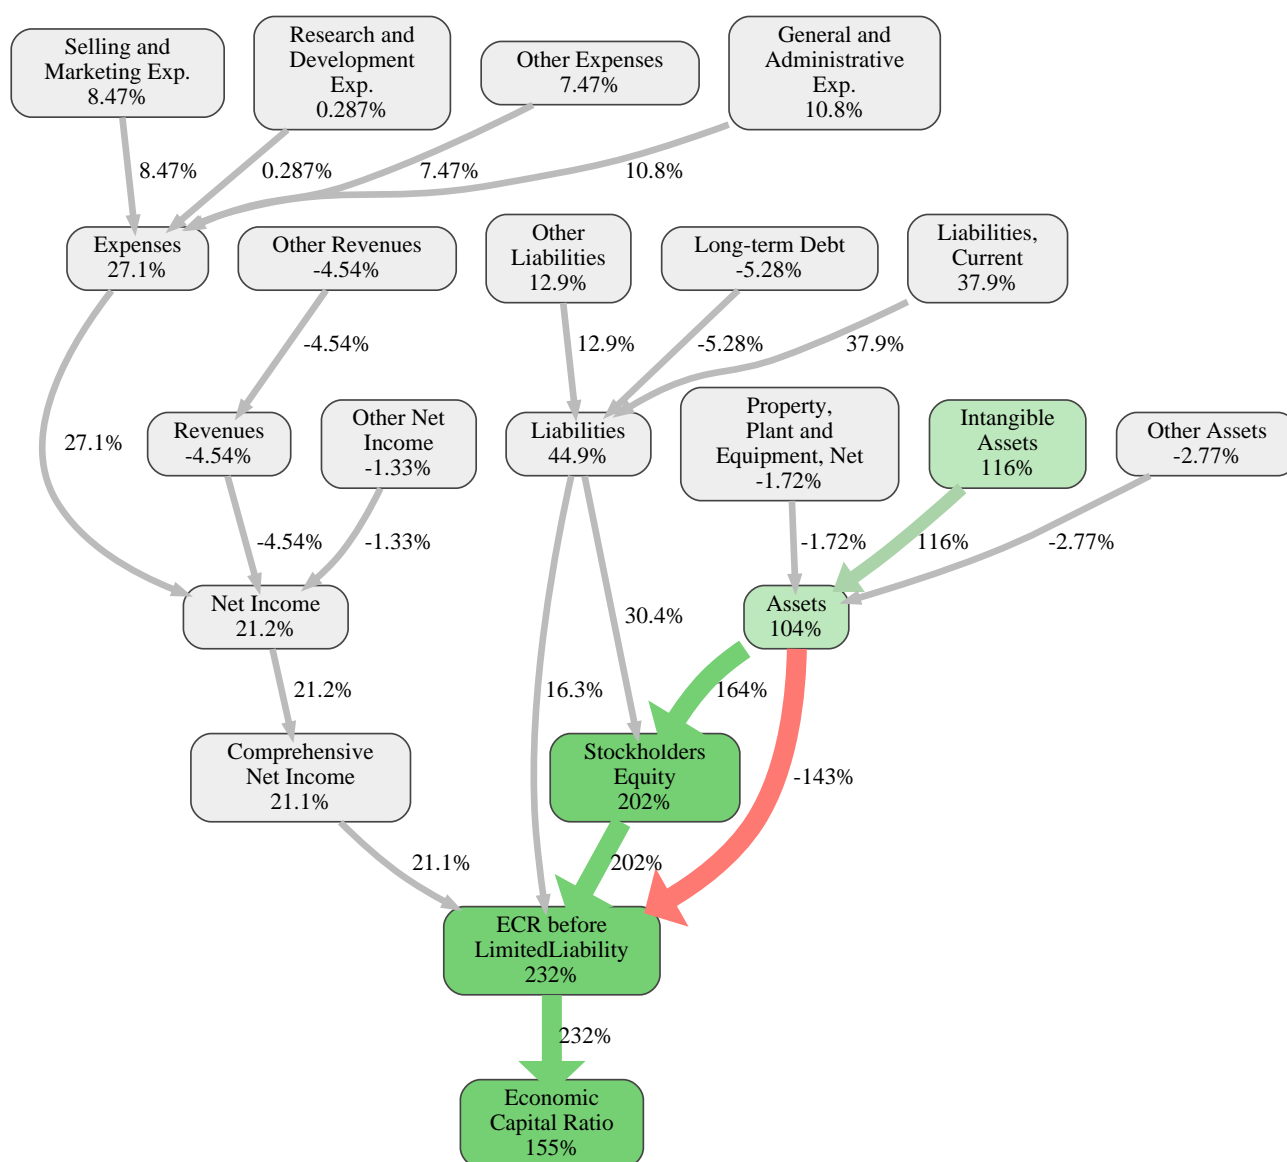 Selling and
Marketing Exp.
8.47%
Research and
Development
Exp.
0.287%
Other Expenses
7.47%
General and
Administrative
Exp.
10.8%
8.47%
0.287%
7.47%
10.8%
Expenses
27.1%
Other Revenues
-4.54%
Other
Liabilities
12.9%
Long-term Debt
-5.28%
Liabilities,
Current
37.9%
-4.54%
12.9%
-5.28%
37.9%
27.1%
Revenues
-4.54%
Other Net
Income
-1.33%
Liabilities
44.9%
Property,
Plant and
Equipment, Net
-1.72%
Intangible
Assets
116%
Other Assets
-2.77%
-4.54%
-1.33%
-1.72%
116%
-2.77%
Net Income
21.2%
30.4%
Assets
104%
21.2%
16.3%
164%
Comprehensive
Net Income
21.1%
Stockholders
Equity
202%
-143%
21.1%
202%
ECR before
LimitedLiability
232%
232%
Economic
Capital Ratio
155%